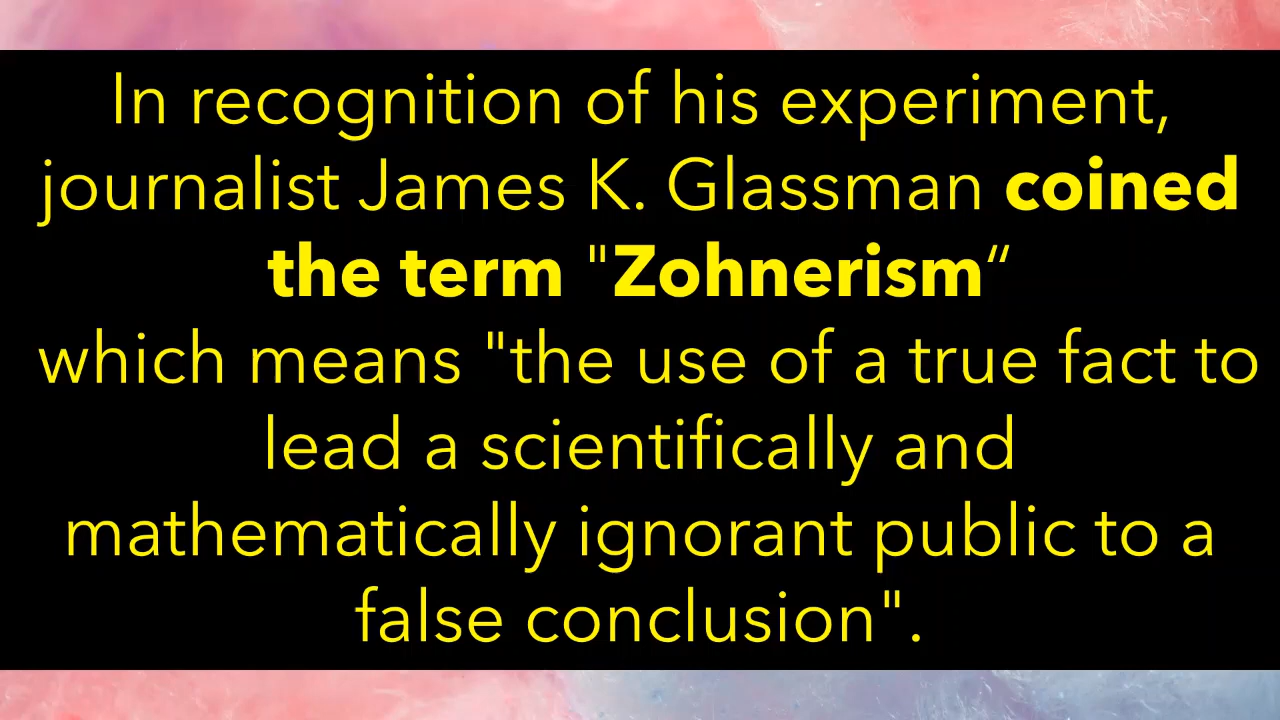 In recognition of his experiment,
journalist James K. Glassman coined
the term "Zohnerism“
which means "the use of a true fact to
lead a scientifically and
mathematically ignorant public to a
false conclusion".